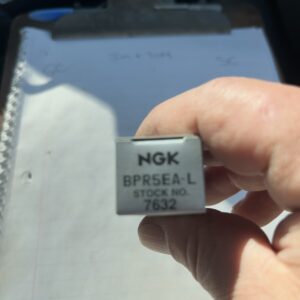 NGK
BPR5EA-L
STOCK NO.
7632